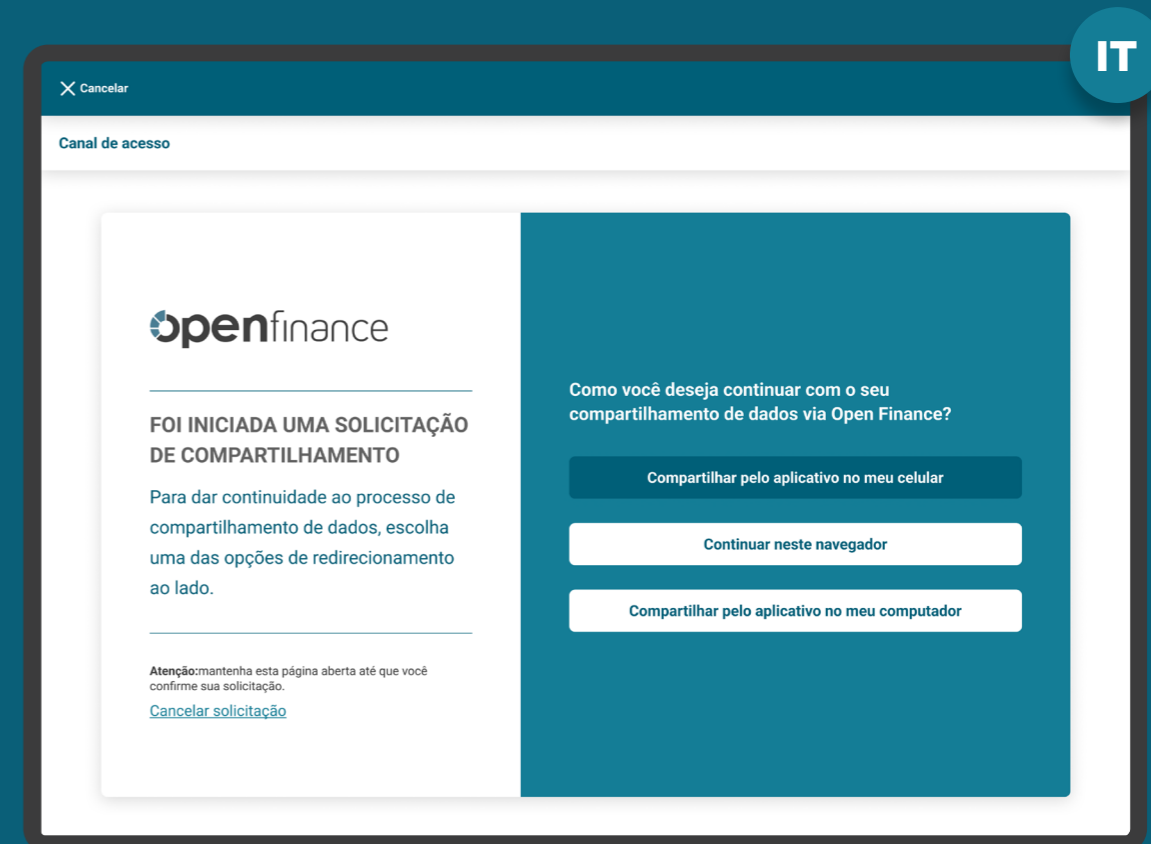 IT
Cancelar
Canal de acesso
openfinance
FOI INICIADA UMA SOLICITAÇÃO
DE COMPARTILHAMENTO
Para dar continuidade ao processo de
compartilhamento de dados, escolha
uma das opções de redirecionamento
ao lado.
Atenção:mantenha esta página aberta até que você
confirme sua solicitação.
Cancelar solicitação
Como você deseja continuar com o seu
compartilhamento de dados via Open Finance?
Compartilhar pelo aplicativo no meu celular
Continuar neste navegador
Compartilhar pelo aplicativo no meu computador